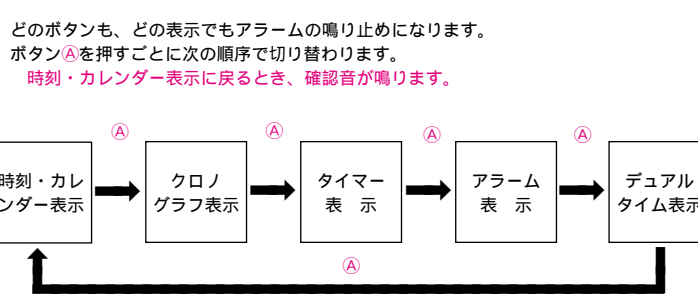 どのボタンも、どの表示でもアラームの鳴り止めになります。
ボタンⒶを押すごとに次の順序で切り替わります。
時刻・カレンダー表示に戻るとき、確認音が鳴ります。
Ⓐ Ⓐ Ⓐ Ⓐ
時刻・カレ クロノ タイマー アラーム デュアル
ンダー表示 グラフ表示 表　示 表　示 タイム表示
Ⓐ